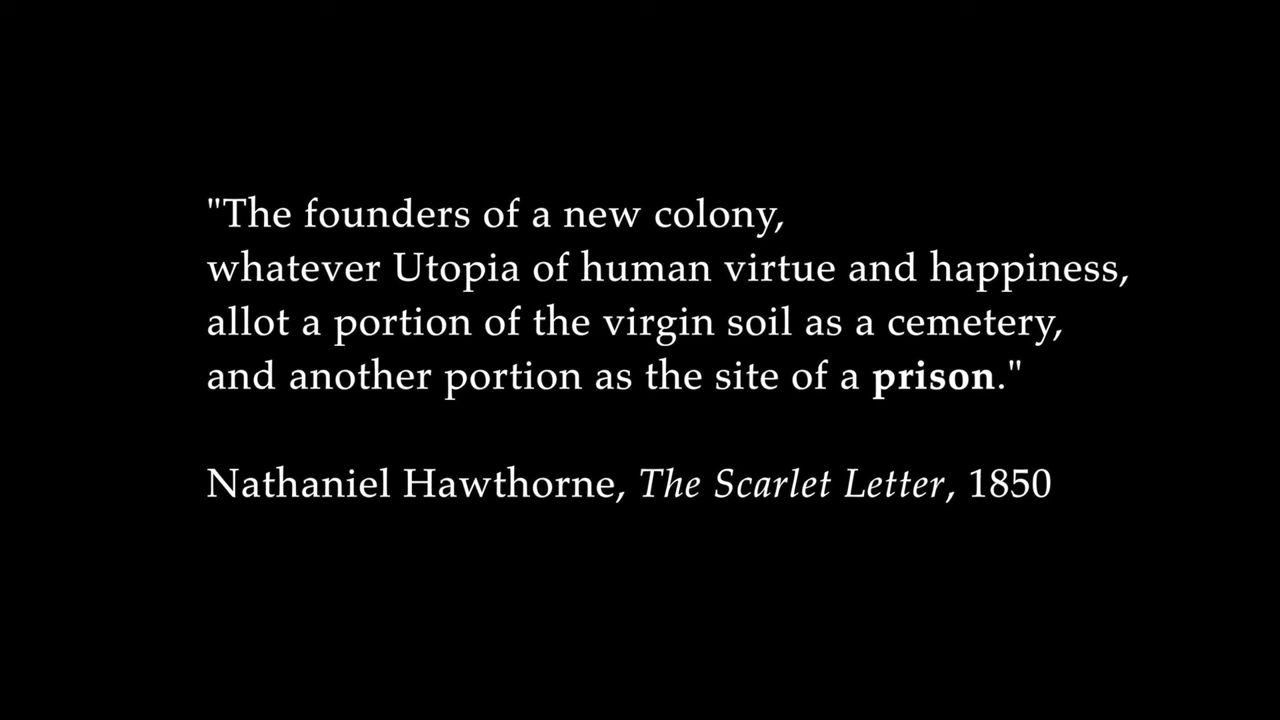 "The founders of a new colony,
whatever Utopia of human virtue and happiness,
allot a portion of the virgin soil as a cemetery,
and another portion as the site of a prison."
Nathaniel Hawthorne, The Scarlet Letter, 1850